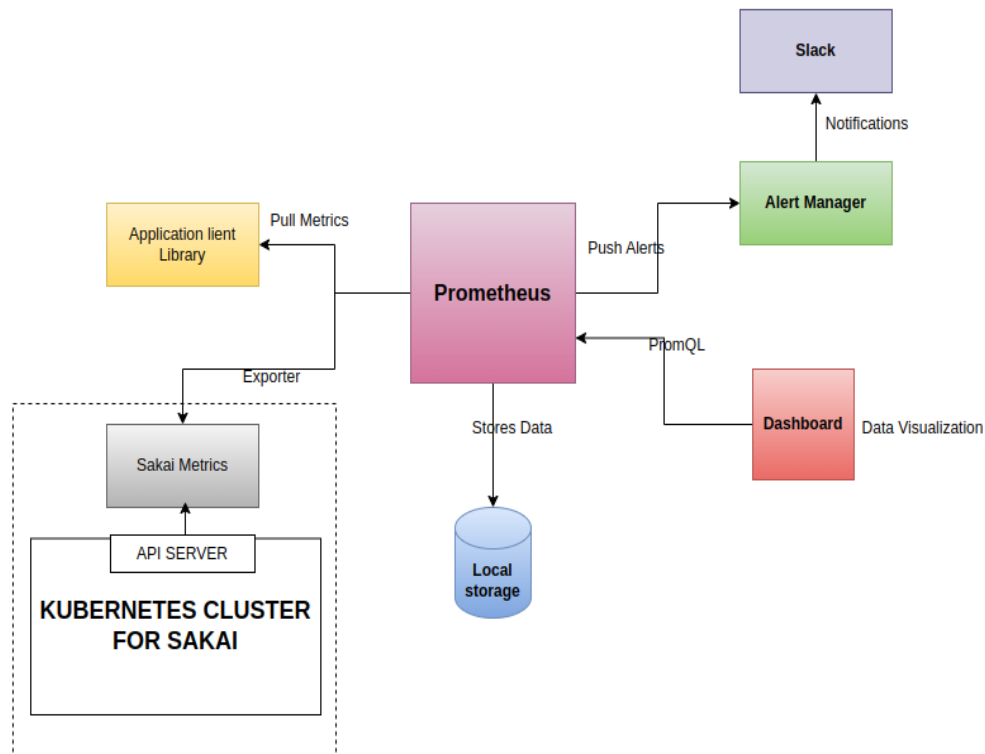 Slack
Notifications
Alert Manager
Application lient
Library
Pull Metrics
Prometheus
Push Alerts
PromQL
Exporter
Dashboard
Data Visualization
Stores Data
Sakai Metrics
API SERVER
Local
storage
KUBERNETES CLUSTER
FOR SAKAI